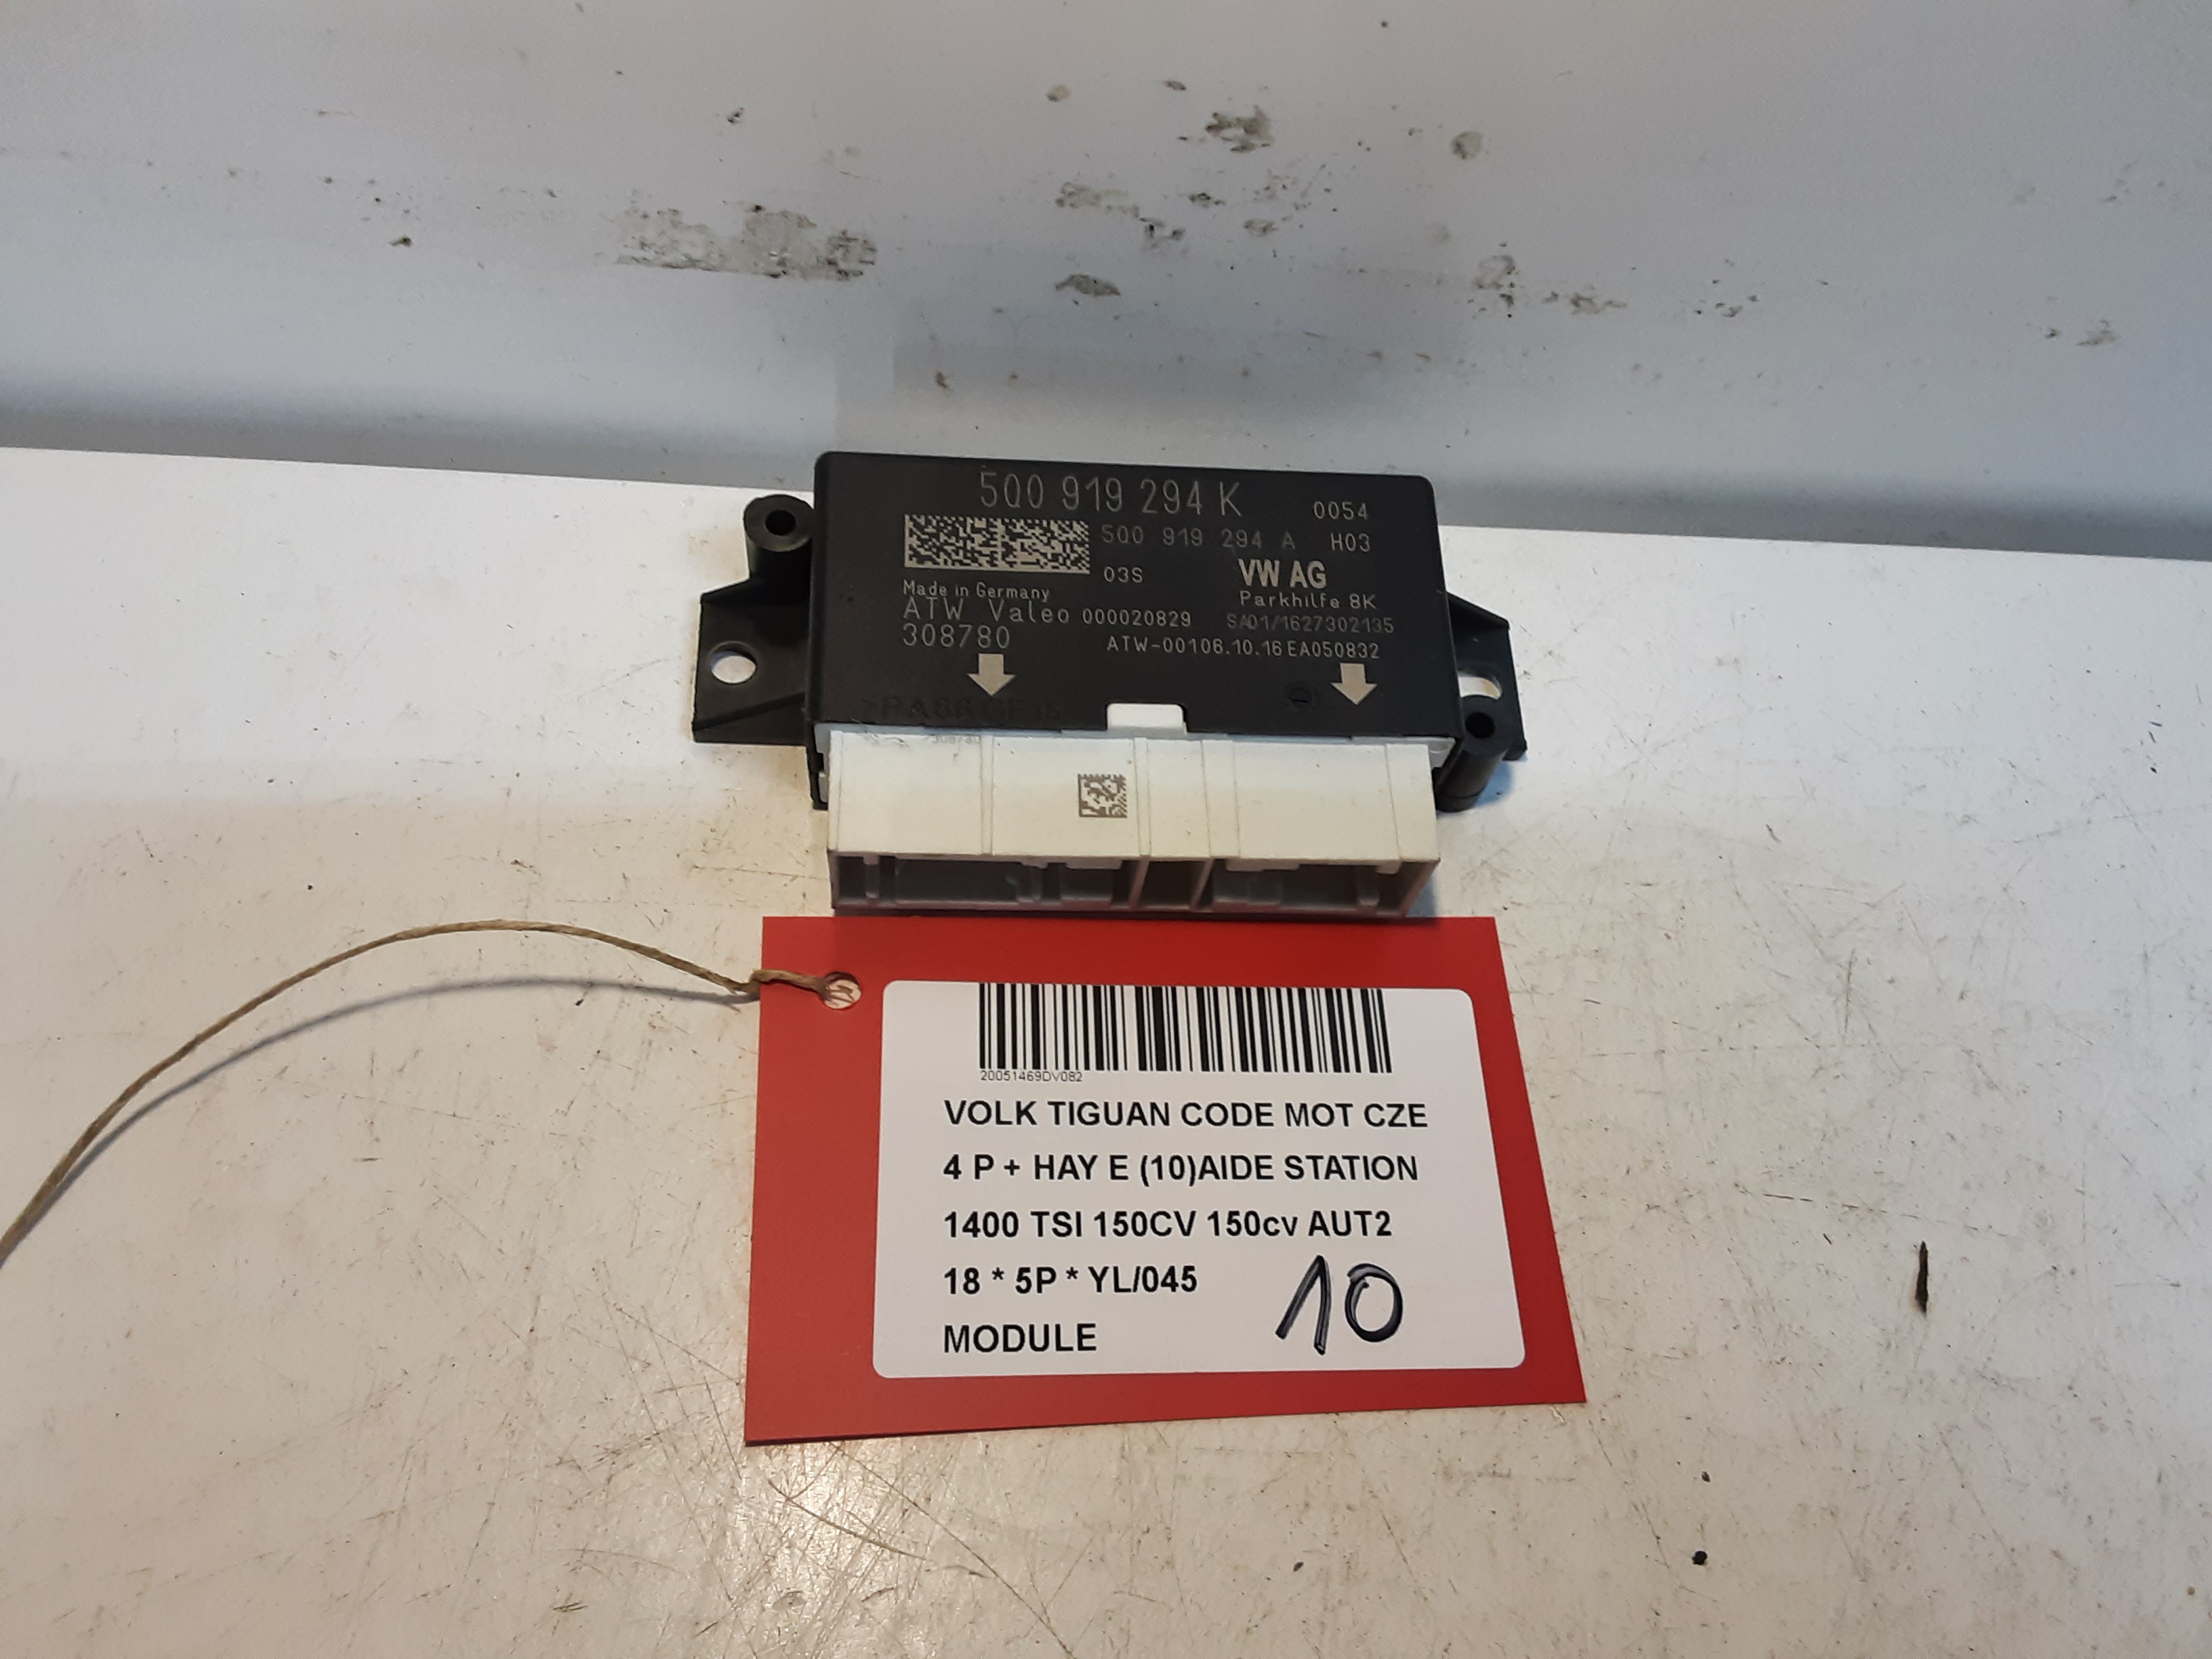 5Q0 919 294 K
0054
5Q0 919 294 A H03
03S
VW AG
Made in Germany
Parkhilfe 8K
ATW Valeo 000020829
SA01/1627302135
308780
ATW-00106.10.16 EA050832
20051469DV082
VOLK TIGUAN CODE MOT CZE
4 P + HAY E (10)AIDE STATION
1400 TSI 150CV 150cv AUT2
18 * 5P * YL/045
10
MODULE